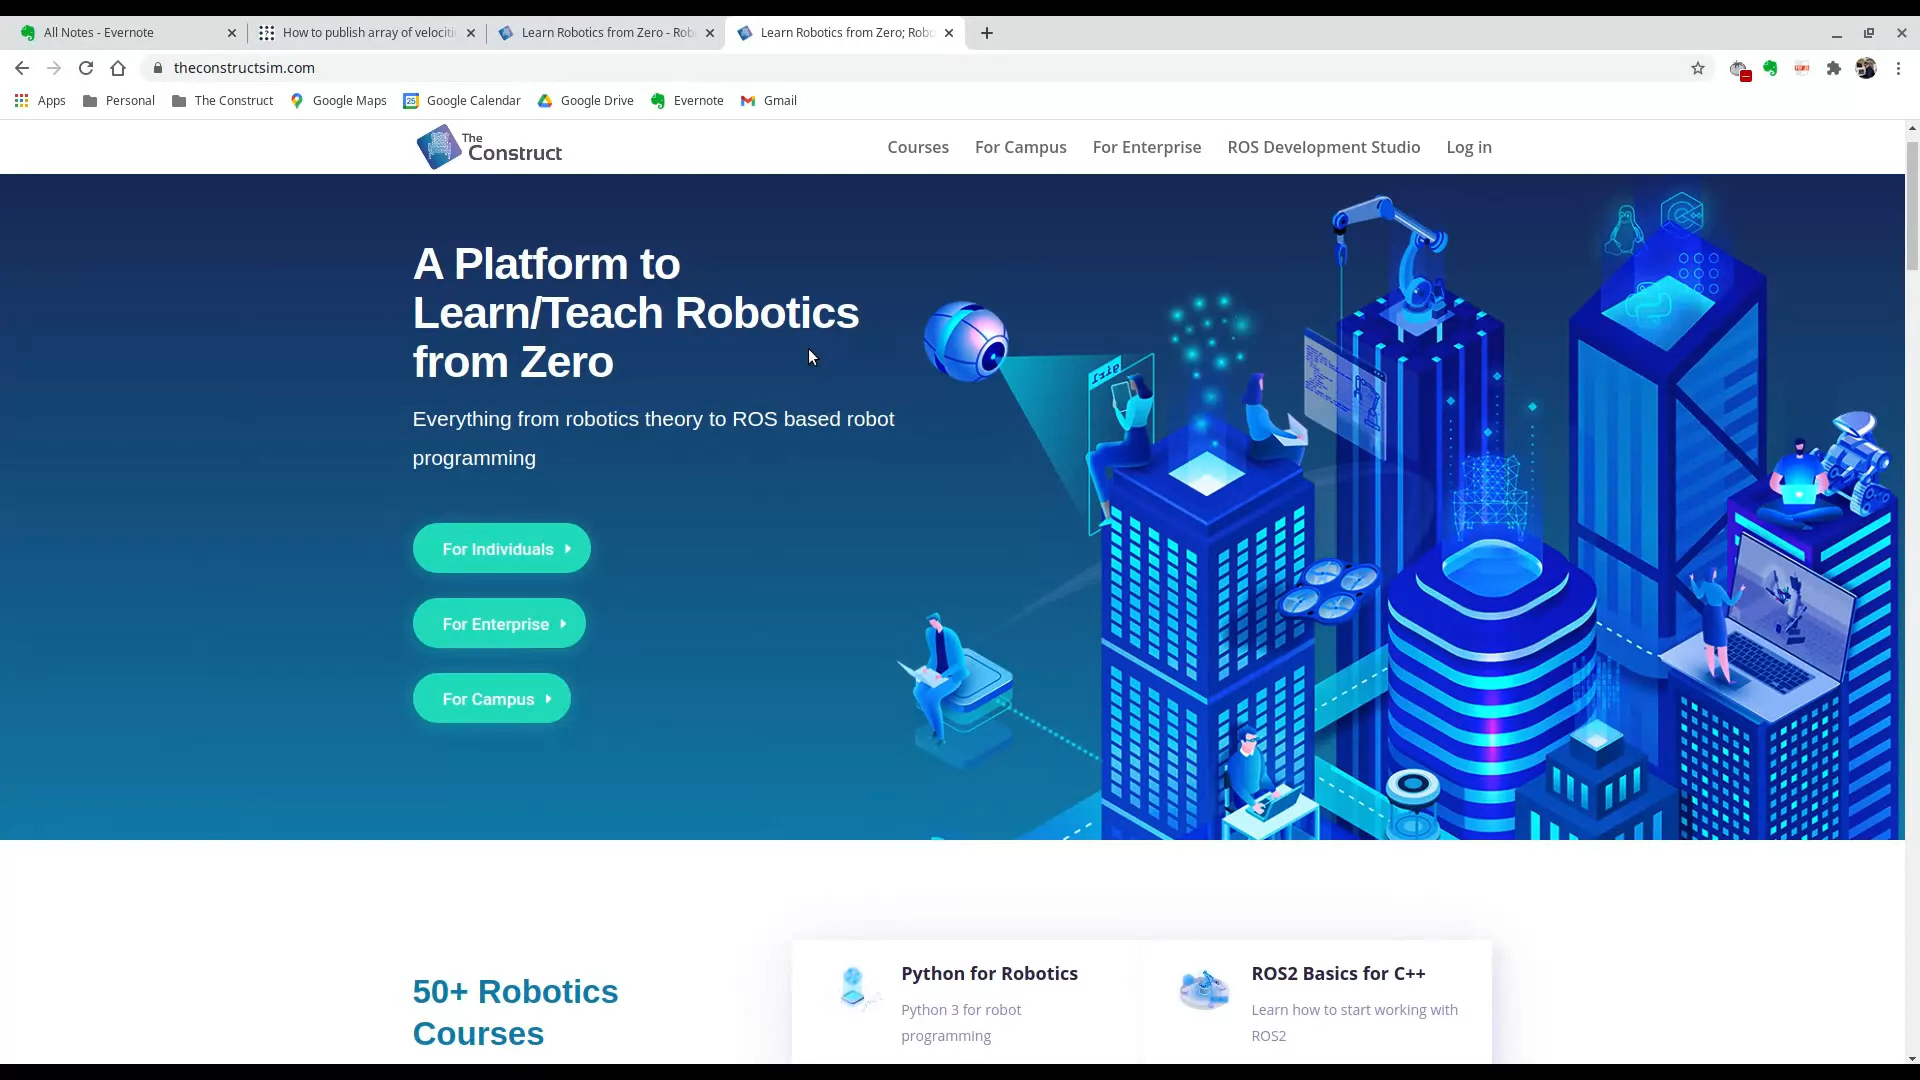 All Notes - Evernote
How to publish array of velociti
Learn Robotics from Zero - Rob
Learn Robotics from Zero; Robo
theconstructsim.com
Apps
Personal
The Construct
Google Maps
Google Calendar
Google Drive
Evernote
Gmail
The
Construct
Courses
For Campus
For Enterprise
ROS Development Studio
Log in
A Platform to
Learn/Teach Robotics
from Zero
Everything from robotics theory to ROS based robot
programming
For Individuals
For Enterprise
For Campus
50+ Robotics
Courses
Python for Robotics
Python 3 for robot
programming
ROS2 Basics for C++
Learn how to start working with
ROS2